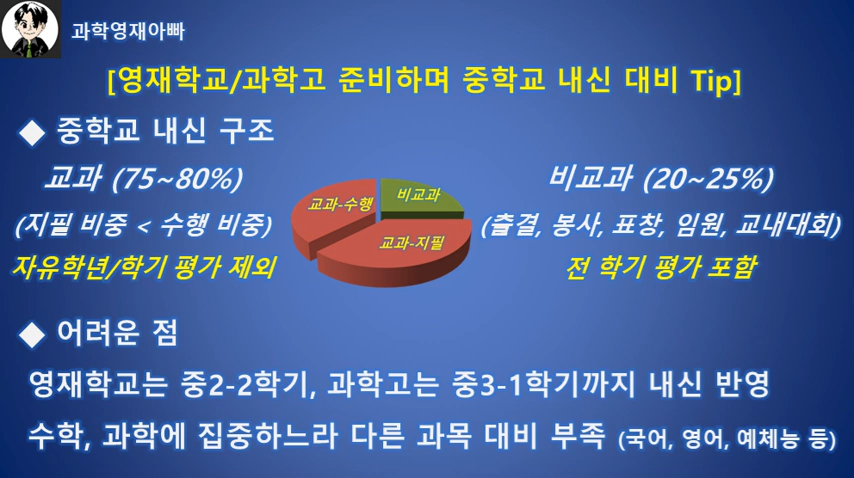 과학영재아빠
[영재학교/과학고 준비하며 중학교 내신 대비 Tip]
◆ 중학교 내신 구조
교과 (75~80%)
(지필 비중 < 수행 비중)
자유학년/학기 평가 제외
교과-수행
비교과
교과-지필
비교과 (20~25%)
(출결, 봉사, 표창, 임원, 교내대회)
전 학기 평가 포함
◆ 어려운 점
영재학교는 중2-2학기, 과학고는 중3-1학기까지 내신 반영
수학, 과학에 집중하느라 다른 과목 대비 부족 (국어, 영어, 예체능 등)